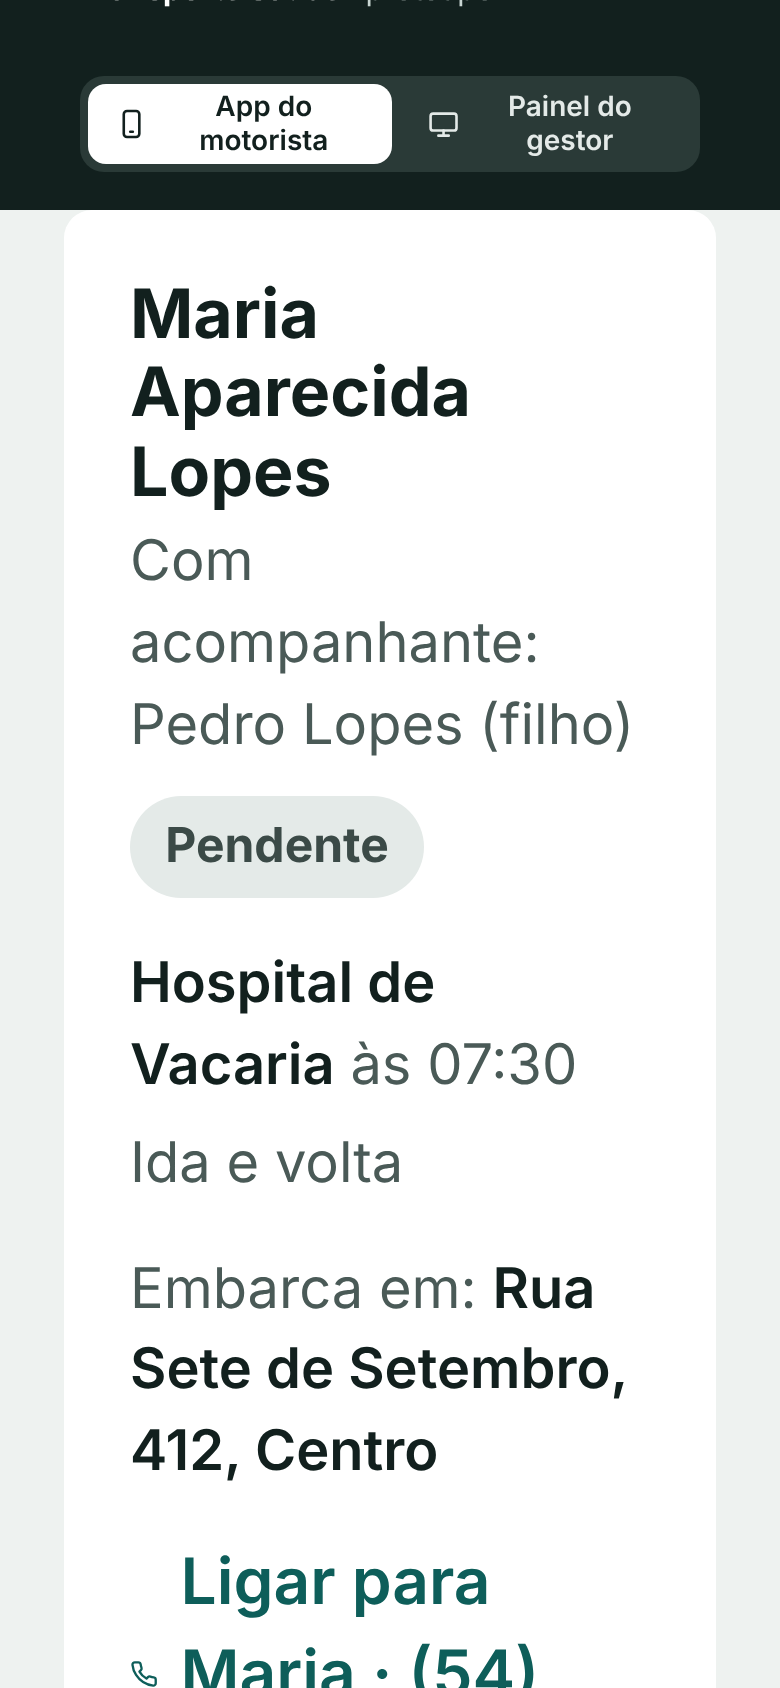 App do
motorista
Painel do
gestor
Maria
Aparecida
Lopes
Com
acompanhante:
Pedro Lopes (filho)
Pendente
Hospital de
Vacaria às 07:30
Ida e volta
Embarca em: Rua
Sete de Setembro,
412, Centro
Ligar para
Maria · (54)